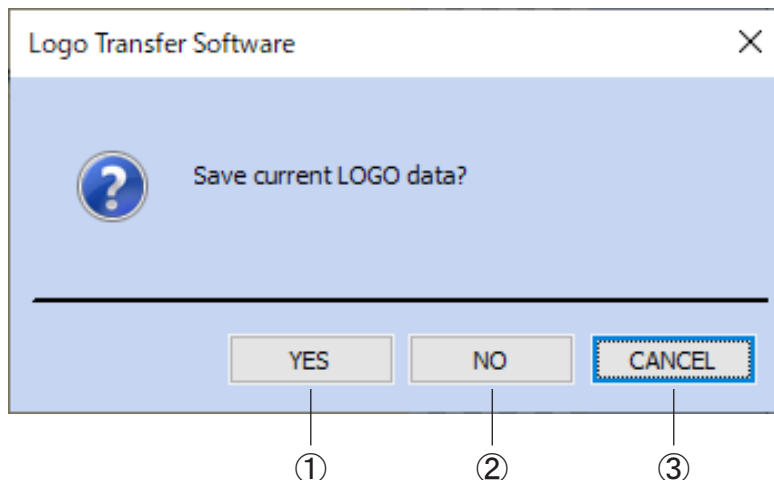 Logo Transfer Software
Save current LOGO data?
YES NO CANCEL
① ② ③